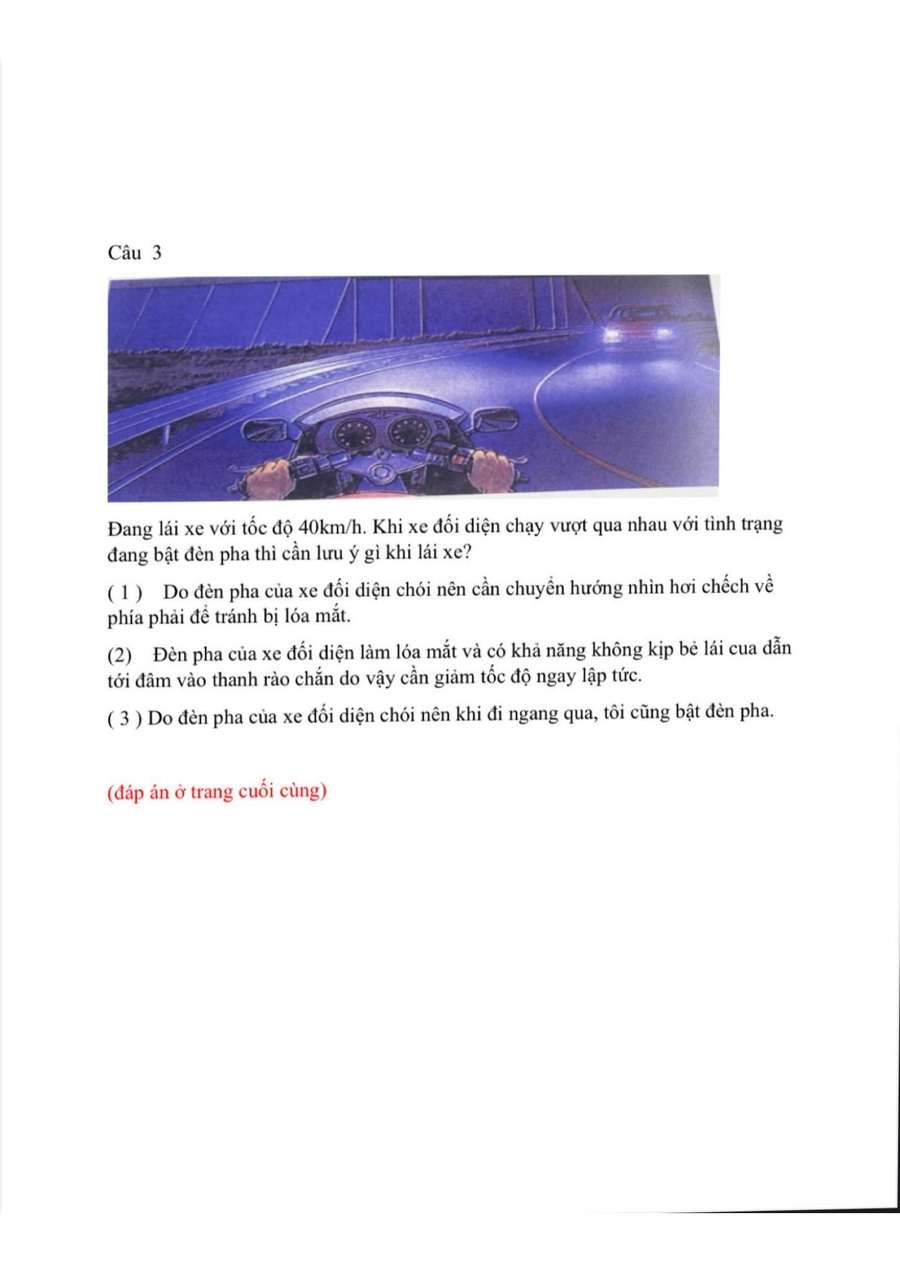 Câu 3
Đang lái xe với tốc độ 40km/h. Khi xe đối diện chạy vượt qua nhau với tình trạng
đang bật đèn pha thì cần lưu ý gì khi lái xe?
( 1 ) Do đèn pha của xe đối diện chói nên cần chuyển hướng nhìn hơi chếch về
phía phải để tránh bị lóa mắt.
(2) Đèn pha của xe đối diện làm lóa mắt và có khả năng không kịp bẻ lái cua dẫn
tới đâm vào thanh rào chắn do vậy cần giảm tốc độ ngay lập tức.
( 3 ) Do đèn pha của xe đối diện chói nên khi đi ngang qua, tôi cũng bật đèn pha.
(đáp án ở trang cuối cùng)